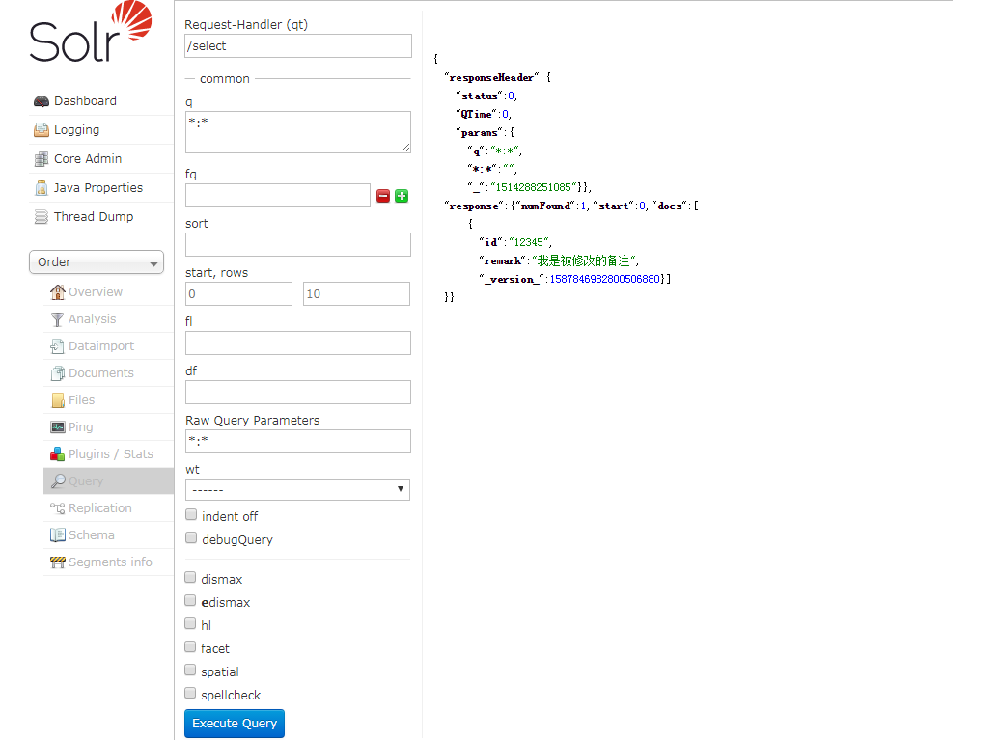 Solr
Dashboard
Logging
Core Admin
Java Properties
Thread Dump
Order
Overview
Analysis
Dataimport
Documents
Files
Ping
Plugins / Stats
Query
Replication
Schema
Segments info
Request-Handler (qt)
/select
common
q
*:*
fq
sort
start, rows
0
10
fl
df
Raw Query Parameters
*:*
wt
------
indent off
debugQuery
dismax
edismax
hl
facet
spatial
spellcheck
Execute Query
{
"responseHeader":{
"status":0,
"QTime":0,
"params":{
"q":"*:*",
"*:*":"",
"_":"1514288251085"}},
"response":{"numFound":1,"start":0,"docs":[
{
"id":"12345",
"remark":"我是被修改的备注",
"_version_":1587846982800506880}]
}}